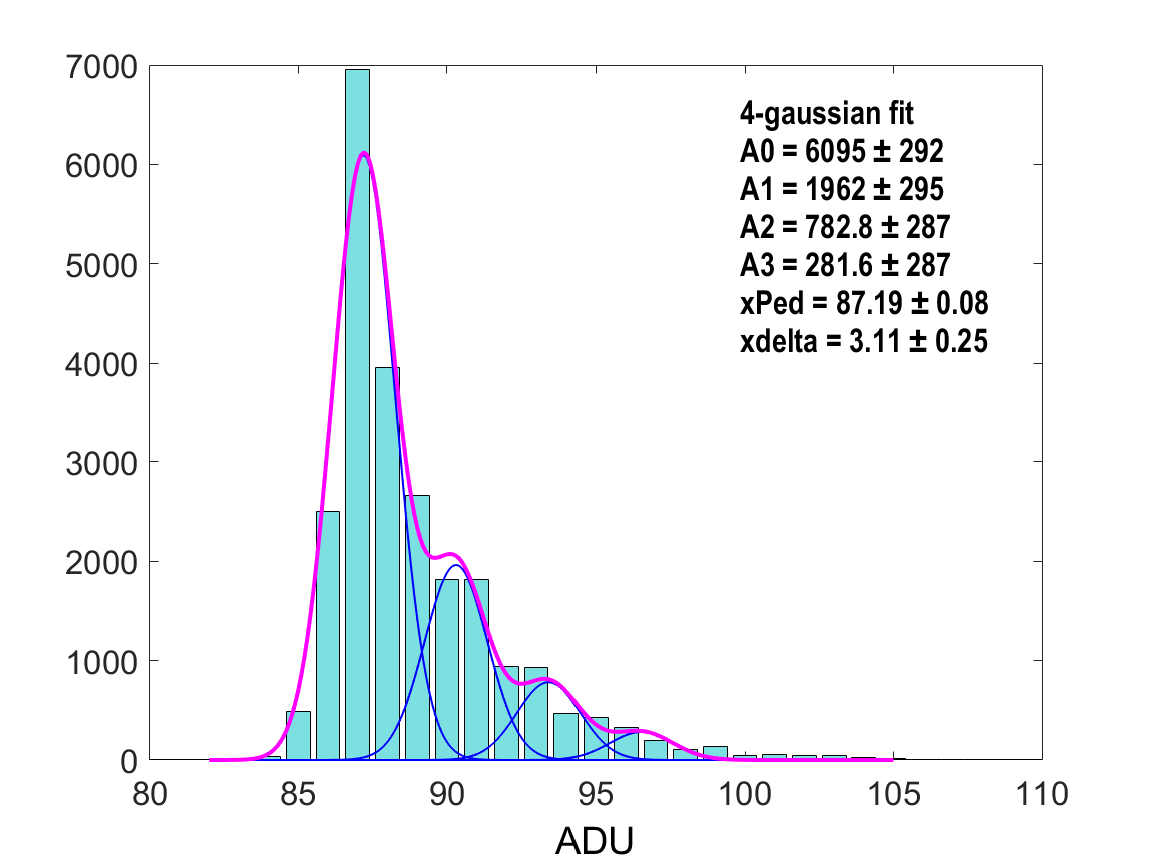 7000
6000
5000
4000
3000
2000
1000
0
4-gaussian fit
A0 = 6095 ± 292
A1 = 1962 ± 295
A2 = 782.8 ± 287
A3 = 281.6 ± 287
xPed = 87.19 ± 0.08
xdelta = 3.11 ± 0.25
80 85 90 95 100 105 110
ADU